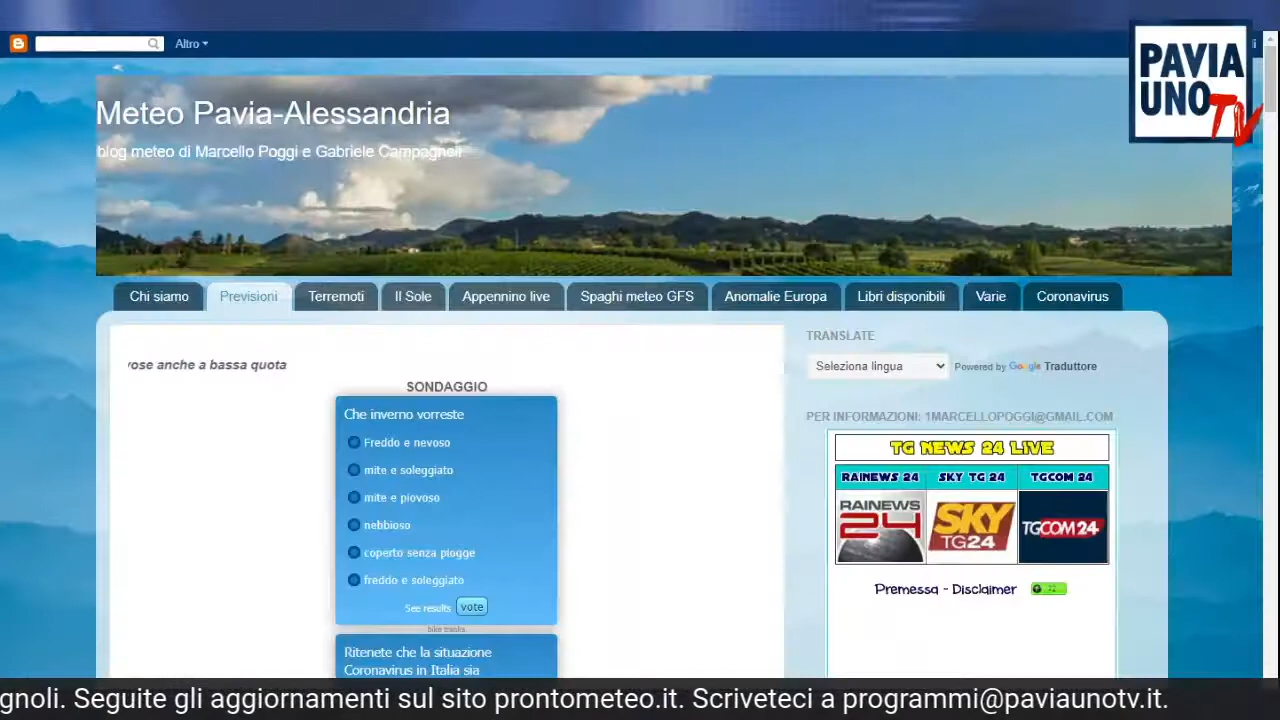 Altro
PAVIA
UNO TV
Meteo Pavia-Alessandria
blog meteo di Marcello Poggi e Gabriele Campagnoli
Chi siamo
Previsioni
Terremoti
Il Sole
Appennino live
Spaghi meteo GFS
Anomalie Europa
Libri disponibili
Varie
Coronavirus
rose anche a bassa quota
SONDAGGIO
Che inverno vorreste
Freddo e nevoso
mite e soleggiato
mite e piovoso
nebbioso
coperto senza piogge
freddo e soleggiato
See results vote
bike trunks
Ritenete che la situazione
Coronavirus in Italia sia
TRANSLATE
Seleziona lingua
Powered by Google Traduttore
PER INFORMAZIONI: 1MARCELLOPOGGI@GMAIL.COM
TG NEWS 24 LIVE
RAINEWS 24 SKY TG 24 TGCOM 24
RAINEWS
24
SKY
TG24
TGCOM24
Premessa - Disclaimer
gnoli. Seguite gli aggiornamenti sul sito prontometeo.it. Scriveteci a programmi@paviaunotv.it.